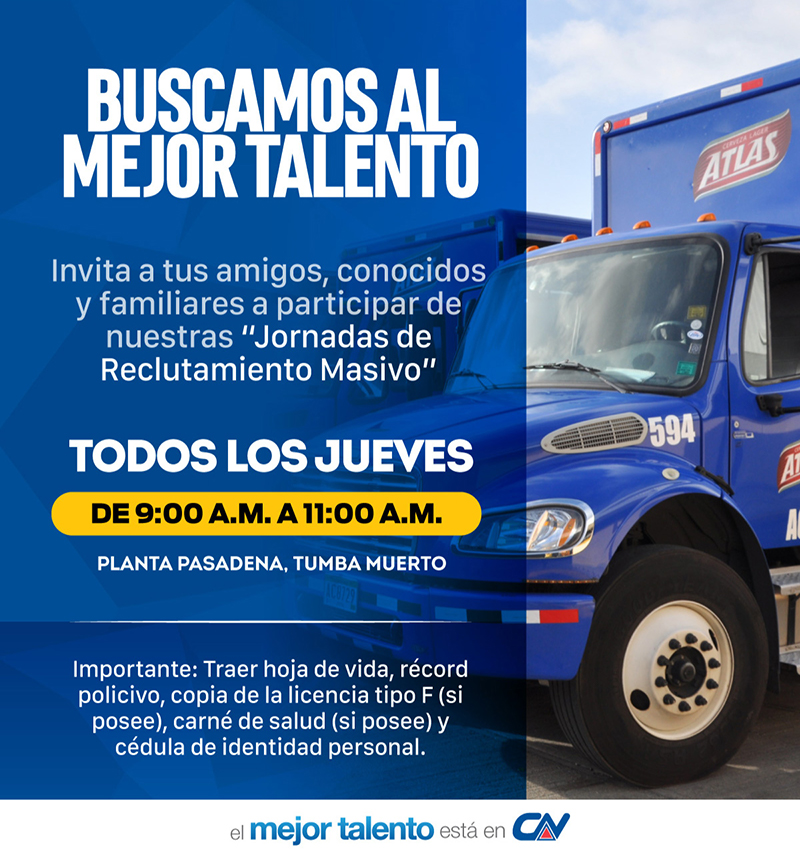 BUSCAMOS AL
MEJOR TALENTO
Invita a tus amigos, conocidos
y familiares a participar de
nuestras “Jornadas de
Reclutamiento Masivo”
TODOS LOS JUEVES
DE 9:00 A.M. A 11:00 A.M.
PLANTA PASADENA, TUMBA MUERTO
Importante: Traer hoja de vida, récord
policivo, copia de la licencia tipo F (si
posee), carné de salud (si posee) y
cédula de identidad personal.
CERVEZA LAGER
ATLAS
594
el mejor talento está en CN